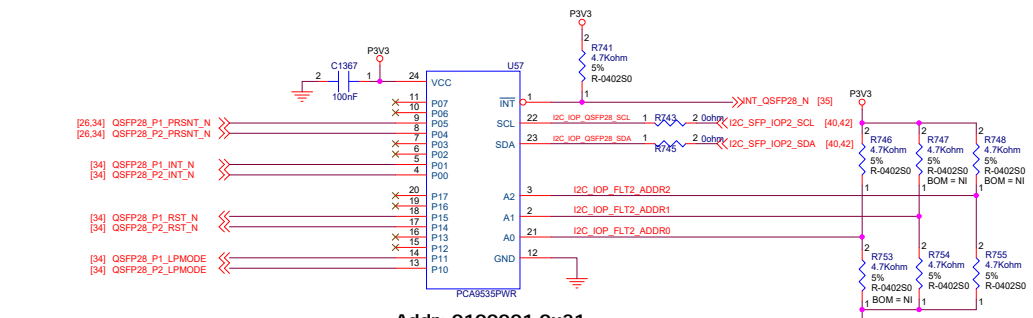 P3V3
2
R741
4.7Kohm
5%
R-0402S0
1
P3V3
C1367
2
1
100nF
24
VCC
U57
11
P07
10
P06
[26,34] QSFP28_P1_PRSNT_N
9
P05
[26,34] QSFP28_P2_PRSNT_N
8
P04
7
P03
6
P02
[34] QSFP28_P1_INT_N
5
P01
[34] QSFP28_P2_INT_N
4
P00
20
P17
19
P16
[34] QSFP28_P1_RST_N
18
P15
[34] QSFP28_P2_RST_N
17
P14
16
P13
15
P12
[34] QSFP28_P1_LPMODE
14
P11
[34] QSFP28_P2_LPMODE
13
P10
INT
1
INT_QSFP28_N [35]
SCL
22
I2C_IOP_QSFP28_SCL
1
R743
2 0ohm
I2C_SFP_IOP2_SCL [40,42]
SDA
23
I2C_IOP_QSFP28_SDA
1
R745
2 0ohm
I2C_SFP_IOP2_SDA [40,42]
A2
3
I2C_IOP_FLT2_ADDR2
A1
2
I2C_IOP_FLT2_ADDR1
A0
21
I2C_IOP_FLT2_ADDR0
GND
12
PCA9535PWR
P3V3
2
R746
4.7Kohm
5%
R-0402S0
1
2
R747
4.7Kohm
5%
R-0402S0
BOM = NI
1
2
R748
4.7Kohm
5%
R-0402S0
BOM = NI
1
2
R753
4.7Kohm
5%
R-0402S0
BOM = NI
1
2
R754
4.7Kohm
5%
R-0402S0
1
2
R755
4.7Kohm
5%
R-0402S0
1